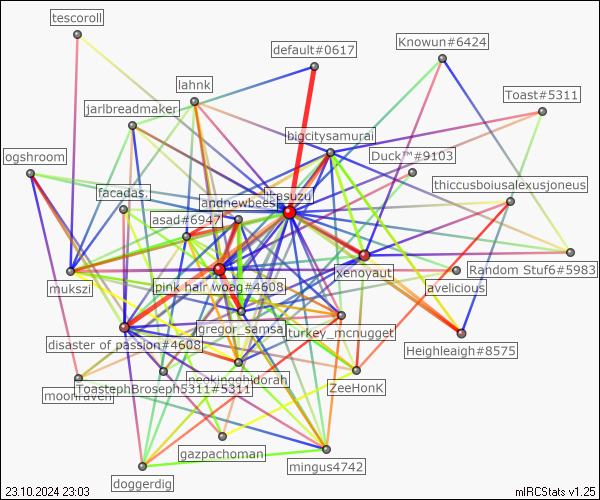 tescoroll
default#0617
Knowun#6424
lahnk
Toast#5311
jarlbreadmaker
bigcitysamurai
ogshroom
Duck™#9103
thiccusboiusalexusjoneus
facadas.
andnewbees
asad#6947
xenoyaut
Random Stuf6#5983
mukszi
pink hair woag#4608
avelicious
gregor_samsa
turkey_mcnugget
disaster of passion#4608
Heighleaigh#8575
neokingghidorah
ToastephBroseph5311#5311
ZeeHonK
moonraven
gazpachoman
mingus4742
doggerdig
23.10.2024 23:03
mIRCStats v1.25